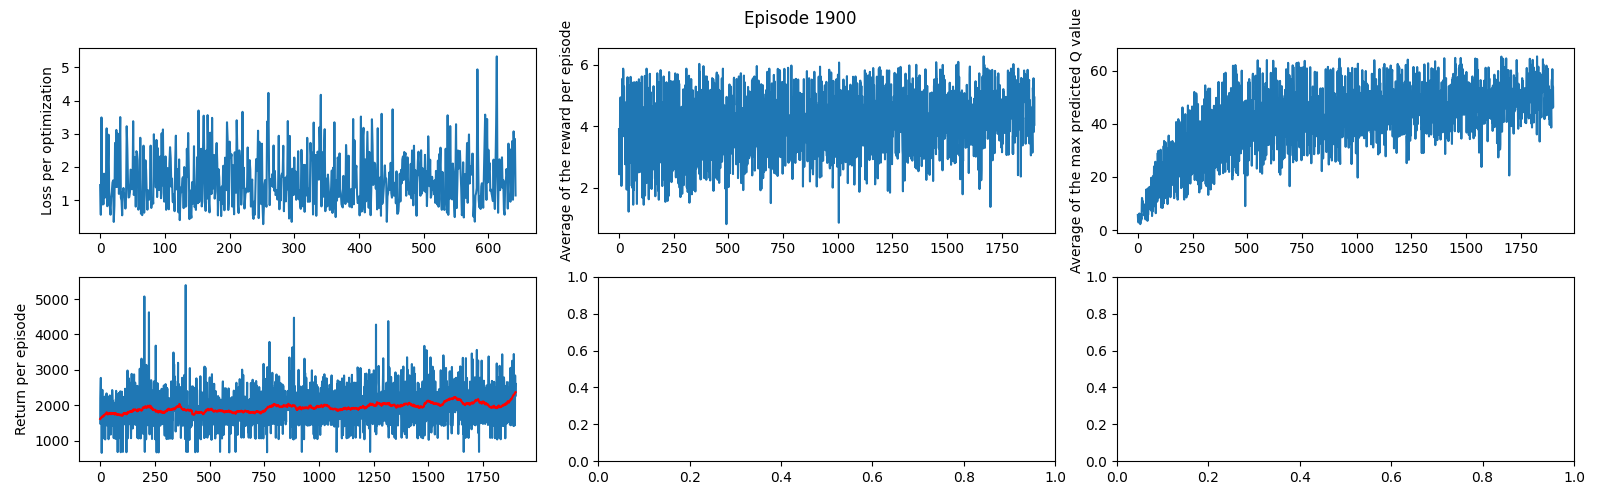 Episode 1900
Loss per optimization
5
4
3
2
1
0 100 200 300 400 500 600
Average of the reward per episode
6
4
2
0 250 500 750 1000 1250 1500 1750
Average of the max predicted Q value
60
40
20
0
0 250 500 750 1000 1250 1500 1750
Return per episode
5000
4000
3000
2000
1000
0 250 500 750 1000 1250 1500 1750
1.0
0.8
0.6
0.4
0.2
0.0
0.0 0.2 0.4 0.6 0.8 1.0
1.0
0.8
0.6
0.4
0.2
0.0
0.0 0.2 0.4 0.6 0.8 1.0